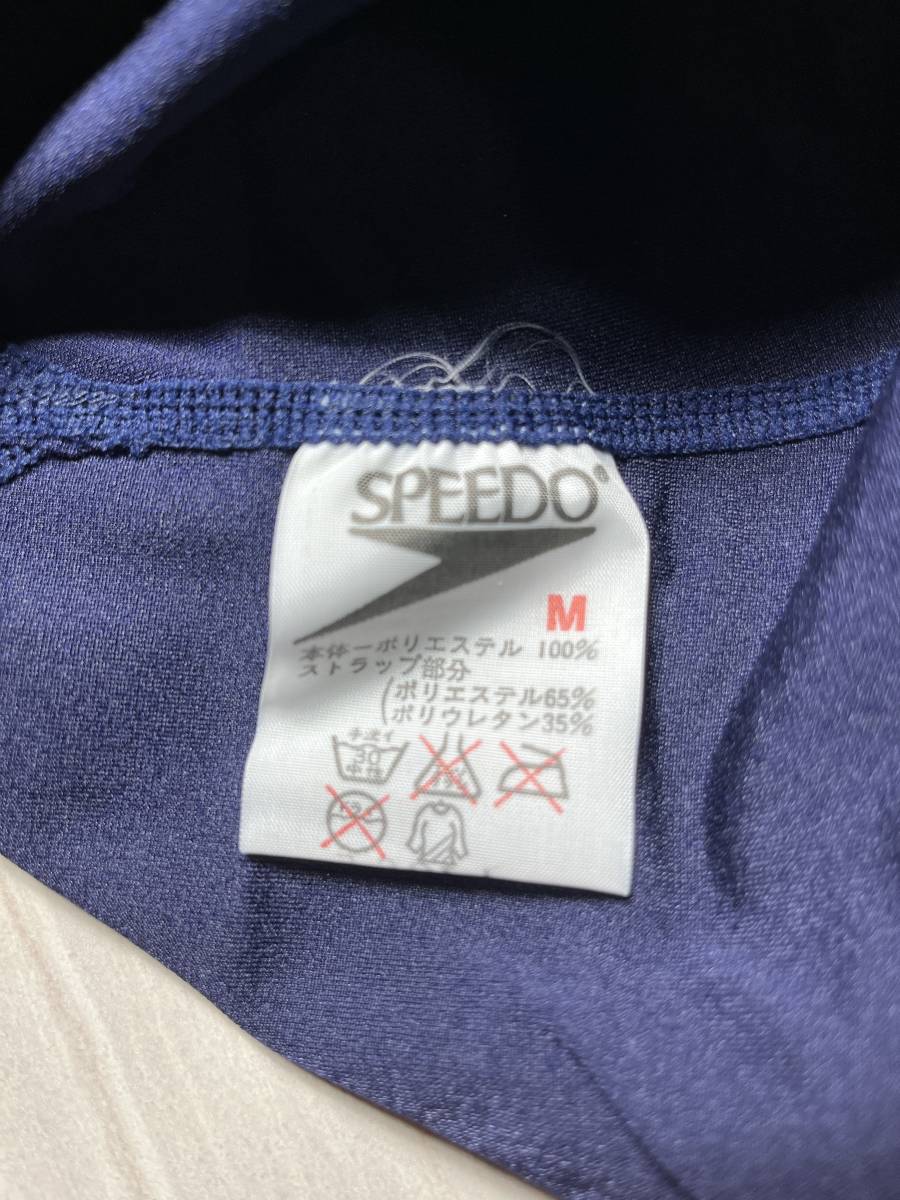 SPEEDO®
M
本体ーポリエステル 100%
ストラップ部分
(ポリエステル65%
(ポリウレタン35%
手洗イ
30
中性